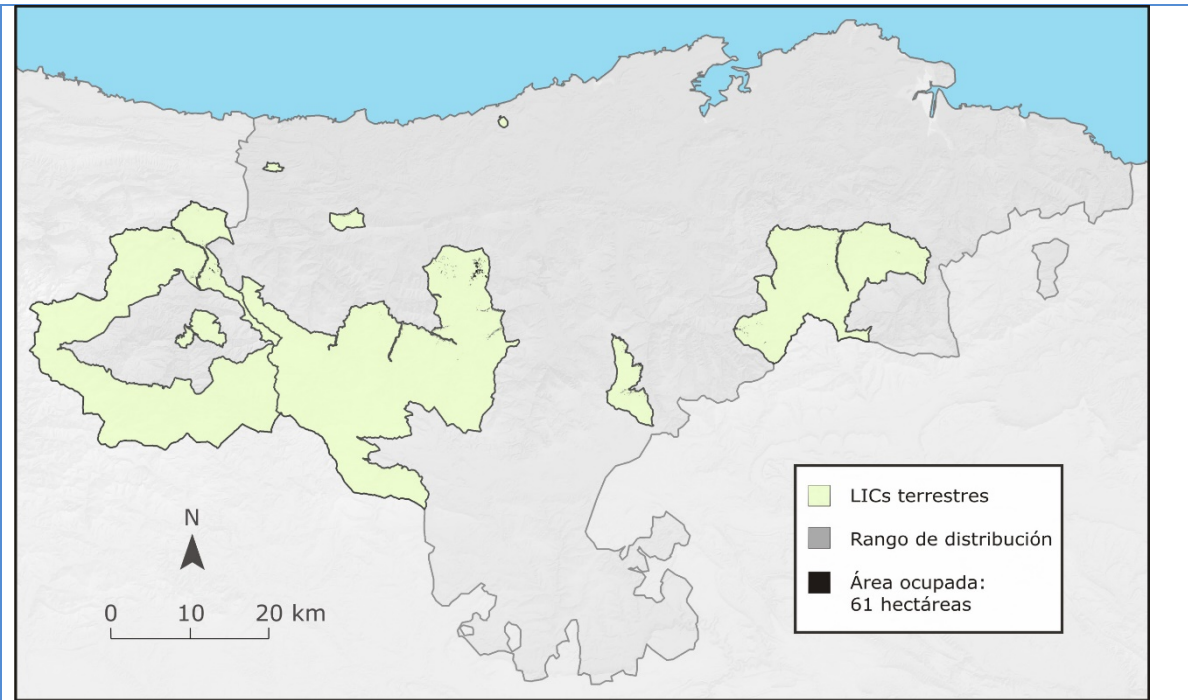 LICs terrestres
Rango de distribución
Área ocupada:
61 hectáreas
N
0 10 20 km